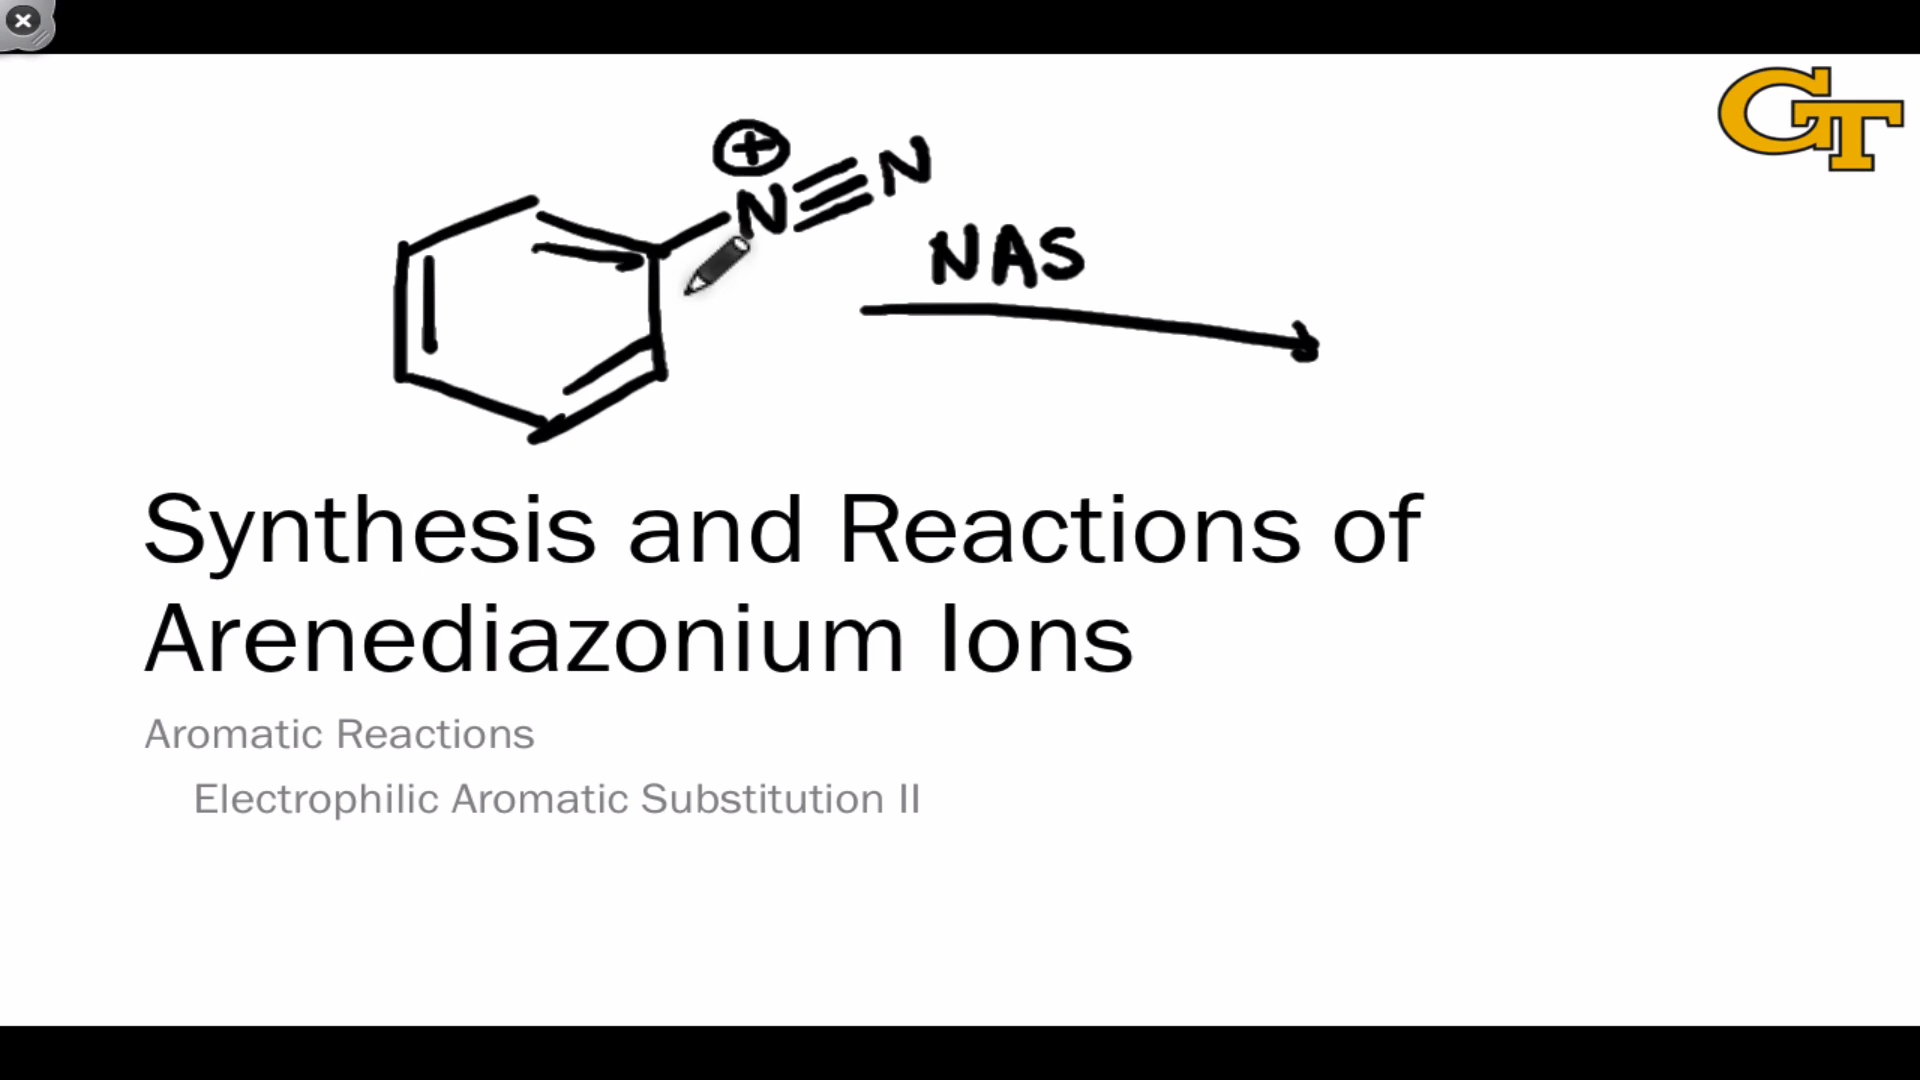 GT
⊕
N≡N
NAS
Synthesis and Reactions of
Arenediazonium Ions
Aromatic Reactions
Electrophilic Aromatic Substitution II